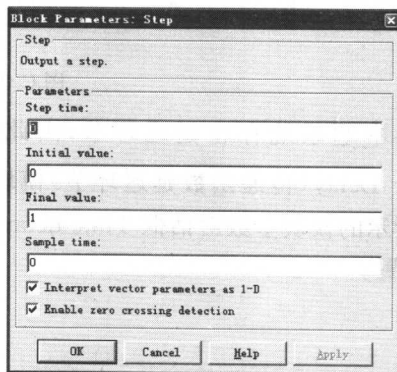 Block Parameters: Step
Step
Output a step.
Parameters
Step time:
Initial value:
0
Final value:
1
Sample time:
0
Interpret vector parameters as 1-D
Enable zero crossing detection
OK Cancel Help Apply